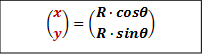 (x) = (R · cosθ)
(y) = (R · sinθ)